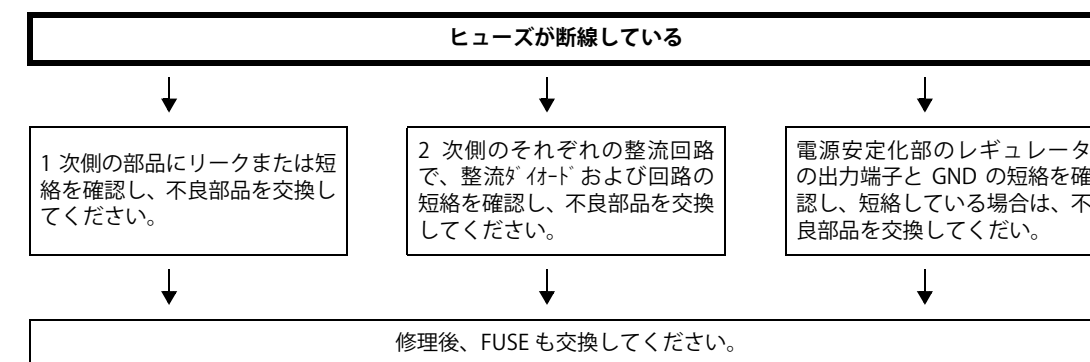 ヒューズが断線している
1 次側の部品にリークまたは短
絡を確認し、不良部品を交換し
てください。
2 次側のそれぞれの整流回路
で、整流ﾀﾞｲｵｰﾄﾞおよび回路の
短絡を確認し、不良部品を交換
してください。
電源安定化部のレギュレータ
の出力端子と GND の短絡を確
認し、短絡している場合は、不
良部品を交換してくだい。
修理後、FUSE も交換してください。